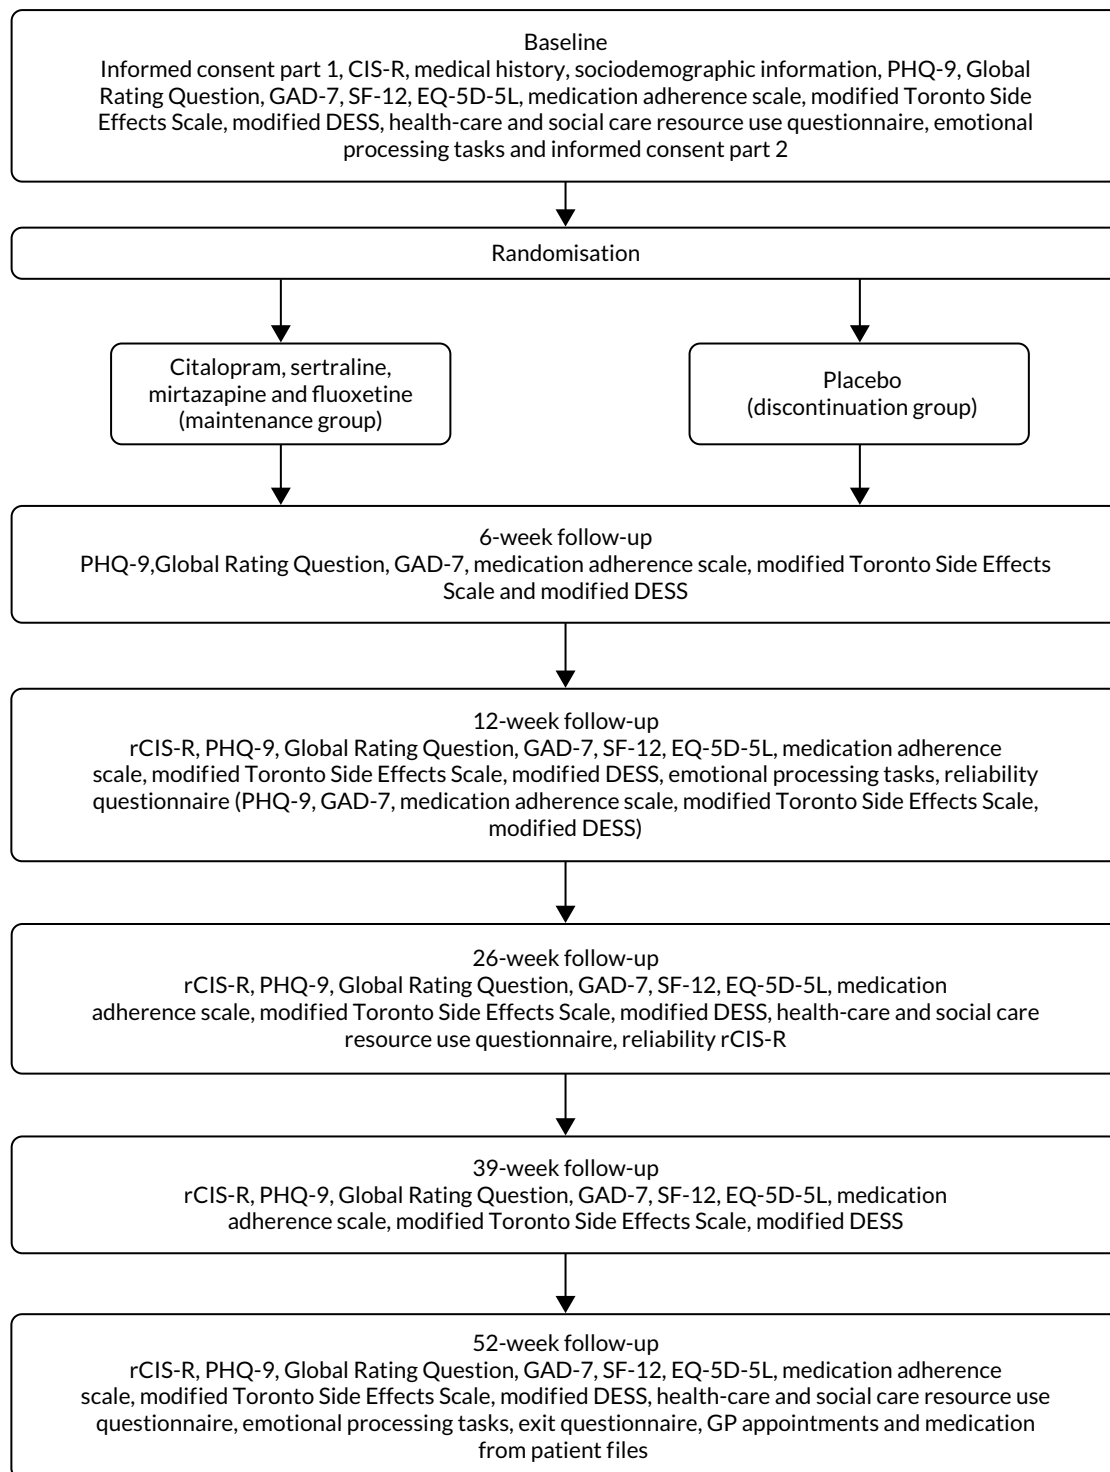 Baseline
Informed consent part 1, CIS-R, medical history, sociodemographic information, PHQ-9, Global
Rating Question, GAD-7, SF-12, EQ-5D-5L, medication adherence scale, modified Toronto Side
Effects Scale, modified DESS, health-care and social care resource use questionnaire, emotional
processing tasks and informed consent part 2
Randomisation
Citalopram, sertraline,
mirtazapine and fluoxetine
(maintenance group)
Placebo
(discontinuation group)
6-week follow-up
PHQ-9,Global Rating Question, GAD-7, medication adherence scale, modified Toronto Side Effects
Scale and modified DESS
12-week follow-up
rCIS-R, PHQ-9, Global Rating Question, GAD-7, SF-12, EQ-5D-5L, medication adherence
scale, modified Toronto Side Effects Scale, modified DESS, emotional processing tasks, reliability
questionnaire (PHQ-9, GAD-7, medication adherence scale, modified Toronto Side Effects Scale,
modified DESS)
26-week follow-up
rCIS-R, PHQ-9, Global Rating Question, GAD-7, SF-12, EQ-5D-5L, medication
adherence scale, modified Toronto Side Effects Scale, modified DESS, health-care and social care
resource use questionnaire, reliability rCIS-R
39-week follow-up
rCIS-R, PHQ-9, Global Rating Question, GAD-7, SF-12, EQ-5D-5L, medication
adherence scale, modified Toronto Side Effects Scale, modified DESS
52-week follow-up
rCIS-R, PHQ-9, Global Rating Question, GAD-7, SF-12, EQ-5D-5L, medication adherence
scale, modified Toronto Side Effects Scale, modified DESS, health-care and social care resource use
questionnaire, emotional processing tasks, exit questionnaire, GP appointments and medication
from patient files